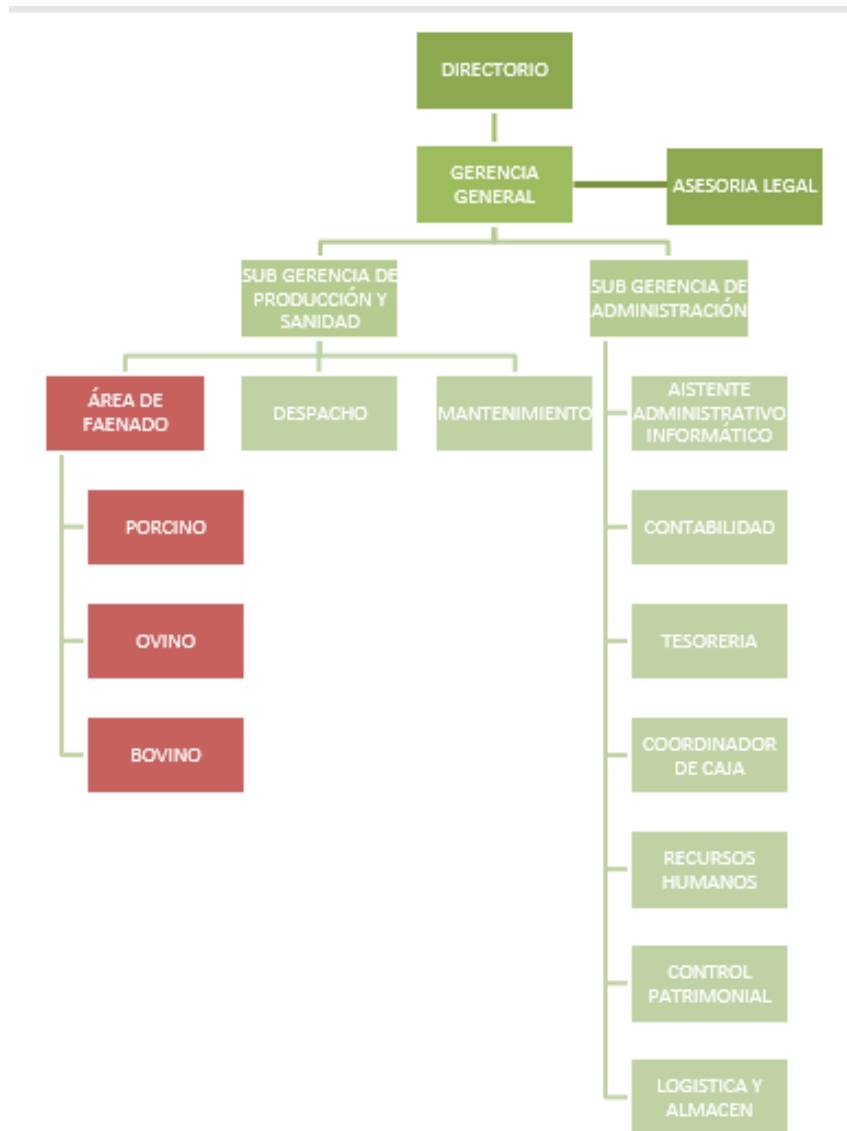 DIRECTORIO
GERENCIA
GENERAL
ASESORIA LEGAL
SUB GERENCIA DE
PRODUCCIÓN Y
SANIDAD
SUB GERENCIA DE
ADMINISTRACIÓN
ÁREA DE
FAENADO
DESPACHO
MANTENIMIENTO
AISTENTE
ADMINISTRATIVO
INFORMÁTICO
PORCINO
CONTABILIDAD
OVINO
TESORERIA
BOVINO
COORDINADOR
DE CAJA
RECURSOS
HUMANOS
CONTROL
PATRIMONIAL
LOGISTICA Y
ALMACEN